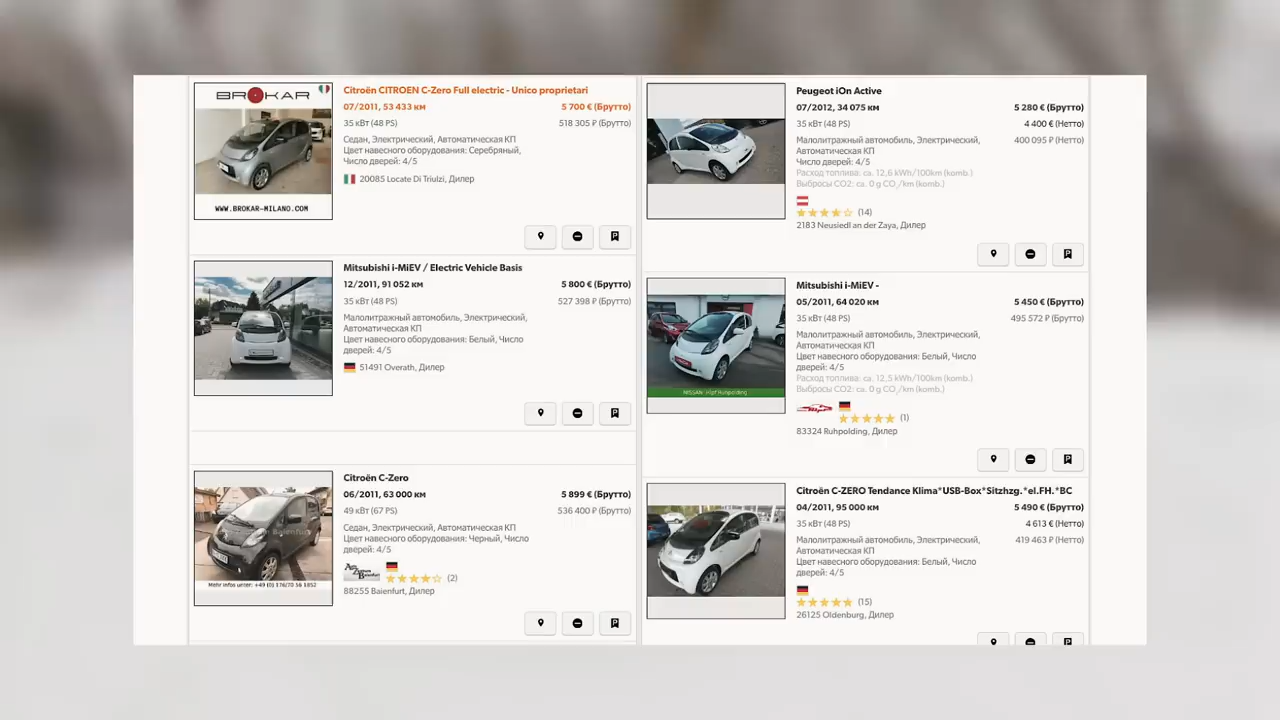 BROKAR
WWW.BROKAR-MILANO.COM
Citroën CITROEN C-Zero Full electric - Unico proprietari
07/2011, 53 433 км
5 700 € (Брутто)
35 кВт (48 PS)
518 305 ₽ (Брутто)
Седан, Электрический, Автоматическая КП
Цвет навесного оборудования: Серебряный,
Число дверей: 4/5
20085 Locate Di Triulzi, Дилер
Mitsubishi i-MiEV / Electric Vehicle Basis
12/2011, 91 052 км
5 800 € (Брутто)
35 кВт (48 PS)
527 398 ₽ (Брутто)
Малолитражный автомобиль, Электрический,
Автоматическая КП
Цвет навесного оборудования: Белый, Число
дверей: 4/5
51491 Overath, Дилер
Citroën C-Zero
06/2011, 63 000 км
5 899 € (Брутто)
49 кВт (67 PS)
536 400 ₽ (Брутто)
Седан, Электрический, Автоматическая КП
Цвет навесного оборудования: Черный, Число
дверей: 4/5
(2)
88255 Baienfurt, Дилер
Peugeot iOn Active
07/2012, 34 075 км
5 280 € (Брутто)
35 кВт (48 PS)
4 400 € (Нетто)
Малолитражный автомобиль, Электрический,
400 095 ₽ (Нетто)
Автоматическая КП
Число дверей: 4/5
Расход топлива: ca. 12,6 kWh/100km (komb.)
Выбросы CO2: ca. 0 g CO₂/km (komb.)
(14)
2183 Neusiedl an der Zaya, Дилер
Mitsubishi i-MiEV -
05/2011, 64 020 км
5 450 € (Брутто)
35 кВт (48 PS)
495 572 ₽ (Брутто)
Малолитражный автомобиль, Электрический,
Автоматическая КП
Цвет навесного оборудования: Белый, Число
дверей: 4/5
Расход топлива: ca. 12,5 kWh/100km (komb.)
Выбросы CO2: ca. 0 g CO₂/km (komb.)
(1)
83324 Ruhpolding, Дилер
Citroën C-ZERO Tendance Klima*USB-Box*Sitzhzg.*el.FH.*BC
04/2011, 95 000 км
5 490 € (Брутто)
35 кВт (48 PS)
4 613 € (Нетто)
Малолитражный автомобиль, Электрический,
419 463 ₽ (Нетто)
Автоматическая КП
Цвет навесного оборудования: Белый, Число
дверей: 4/5
(15)
26125 Oldenburg, Дилер